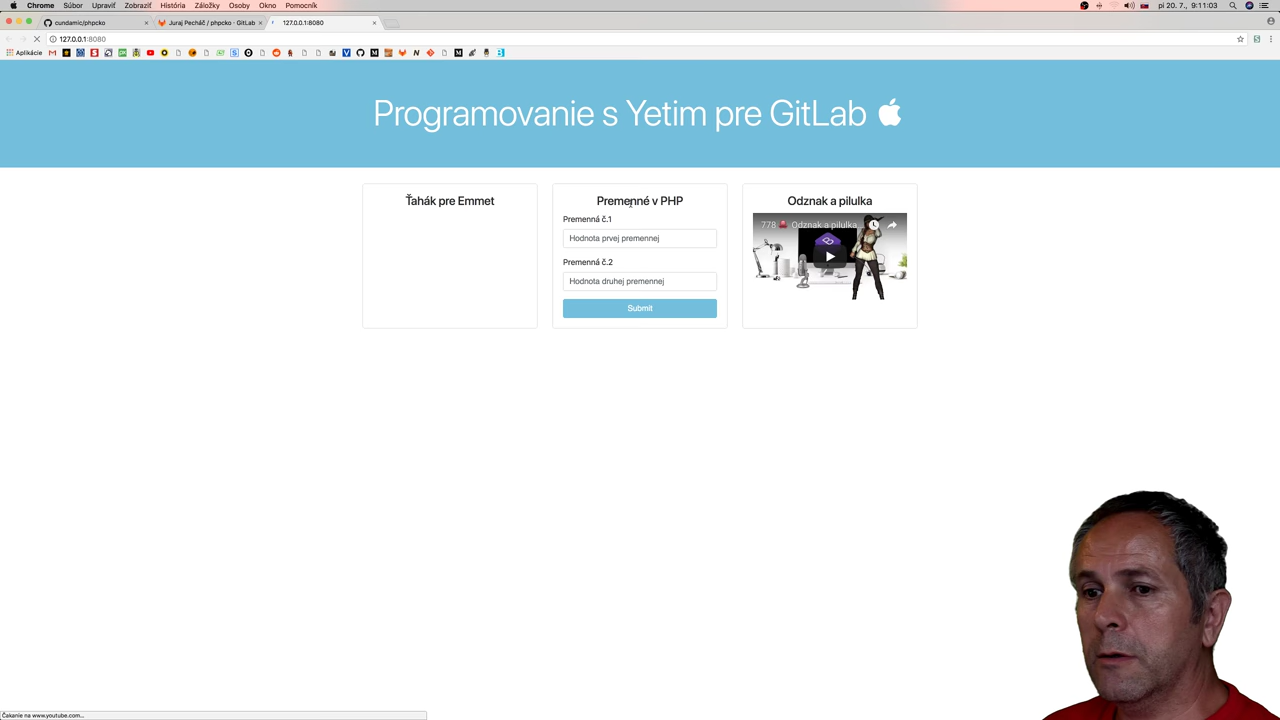 Chrome Súbor Upraviť Zobraziť História Záložky Osoby Okno Pomocník
pi 20. 7., 9:11:03
cundamic/phpcko
Juraj Pecháč / phpcko · GitLab
127.0.0.1:8080
127.0.0.1:8080
Aplikácie
Programovanie s Yetim pre GitLab
Ťahák pre Emmet
Premenné v PHP
Premenná č.1
Hodnota prvej premennej
Premenná č.2
Hodnota druhej premennej
Submit
Odznak a pilulka
778 Odznak a pilulka...
Čakanie na www.youtube.com...